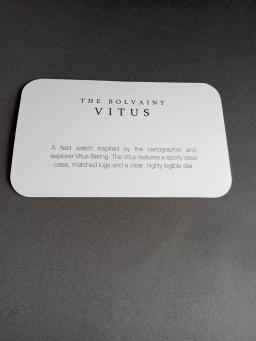 THE BOLVAINT
VITUS
A field watch inspired by the cartographer and
explorer Vitus Bering. The Vitus features a sporty steel
case, matched lugs and a clear, highly legible dial.